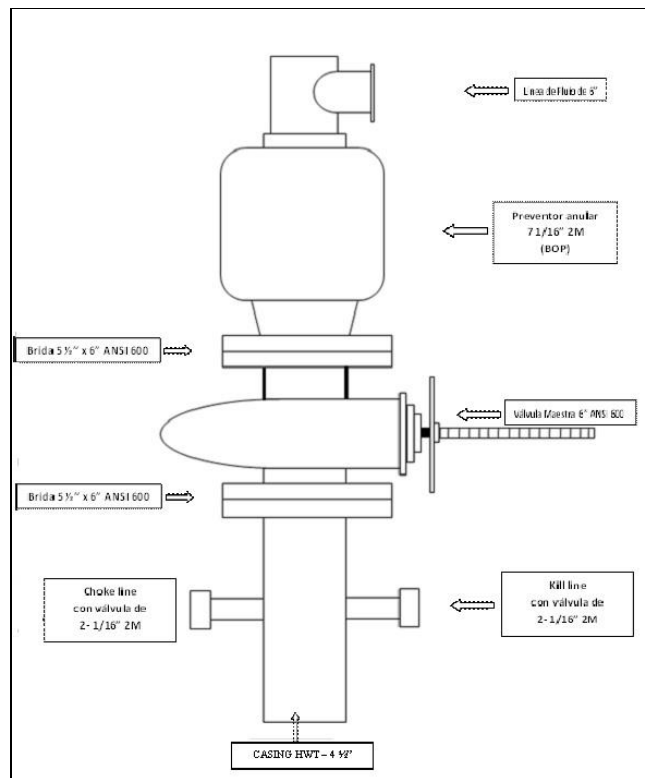 Linea de Flujo de 6"
Preventor anular
7 1/16" 2M
(BOP)
Brida 5 ½" x 6" ANSI 600
Válvula Maestra 6" ANSI 600
Brida 5 ½" x 6" ANSI 600
Choke line
con válvula de
2- 1/16" 2M
Kill line
con válvula de
2- 1/16" 2M
CASING HWT – 4 ½"